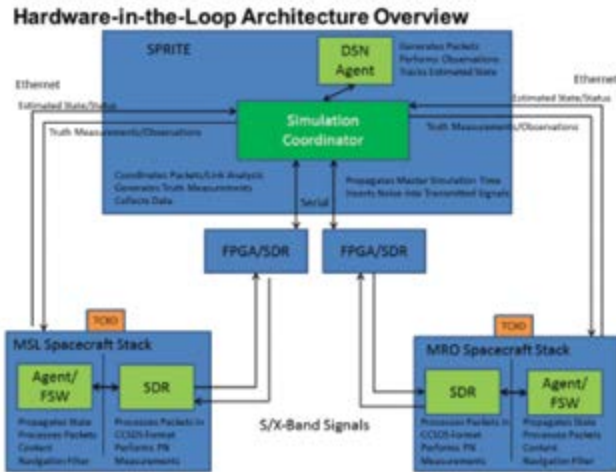 Hardware-in-the-Loop Architecture Overview
SPRITE
DSN
Agent
Generates Packets
Performs Observations
Tracks Estimated State
Ethernet
Ethernet
Estimated State/Status
Estimated State/Status
Truth Measurements/Observations
Truth Measurements/Observations
Simulation
Coordinator
Coordinates Packets/Link Analysis
Generates Truth Measurements
Collects Data
Serial
Propagates Master Simulation Time
Inserts Noise into Transmitted Signals
FPGA/SDR
FPGA/SDR
TCXO
TCXO
MSL Spacecraft Stack
MRO Spacecraft Stack
Agent/
FSW
SDR
Propagates State
Processes Packets
Content
Navigation Filter
Processes Packets in
CCSDS Format
Performs PN
Measurements
S/X-Band Signals
SDR
Agent/
FSW
Processes Packets in
CCSDS Format
Performs PN
Measurements
Propagates State
Processes Packets
Content
Navigation Filter